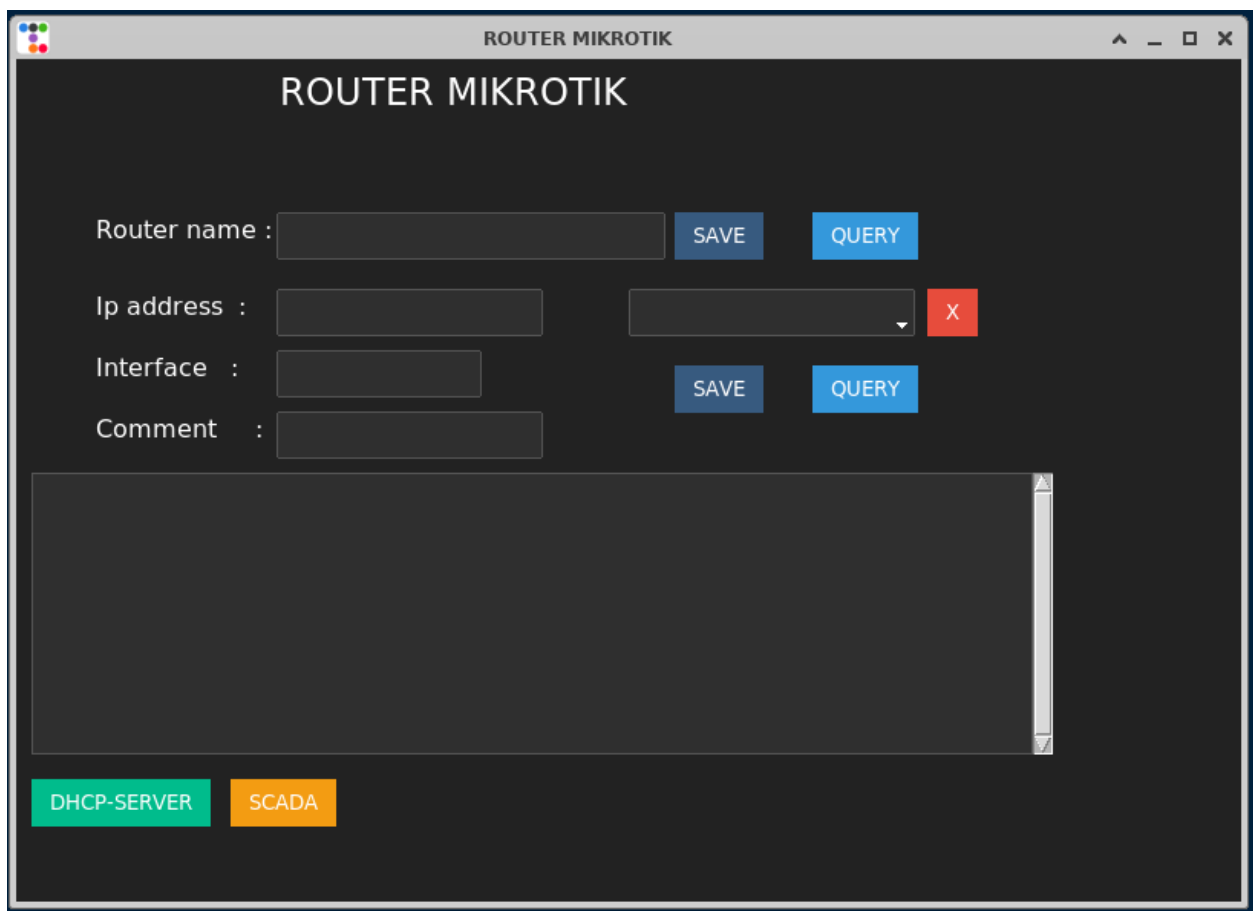 ROUTER MIKROTIK
ROUTER MIKROTIK
Router name : SAVE QUERY
Ip address : X
Interface :
SAVE QUERY
Comment :
DHCP-SERVER SCADA